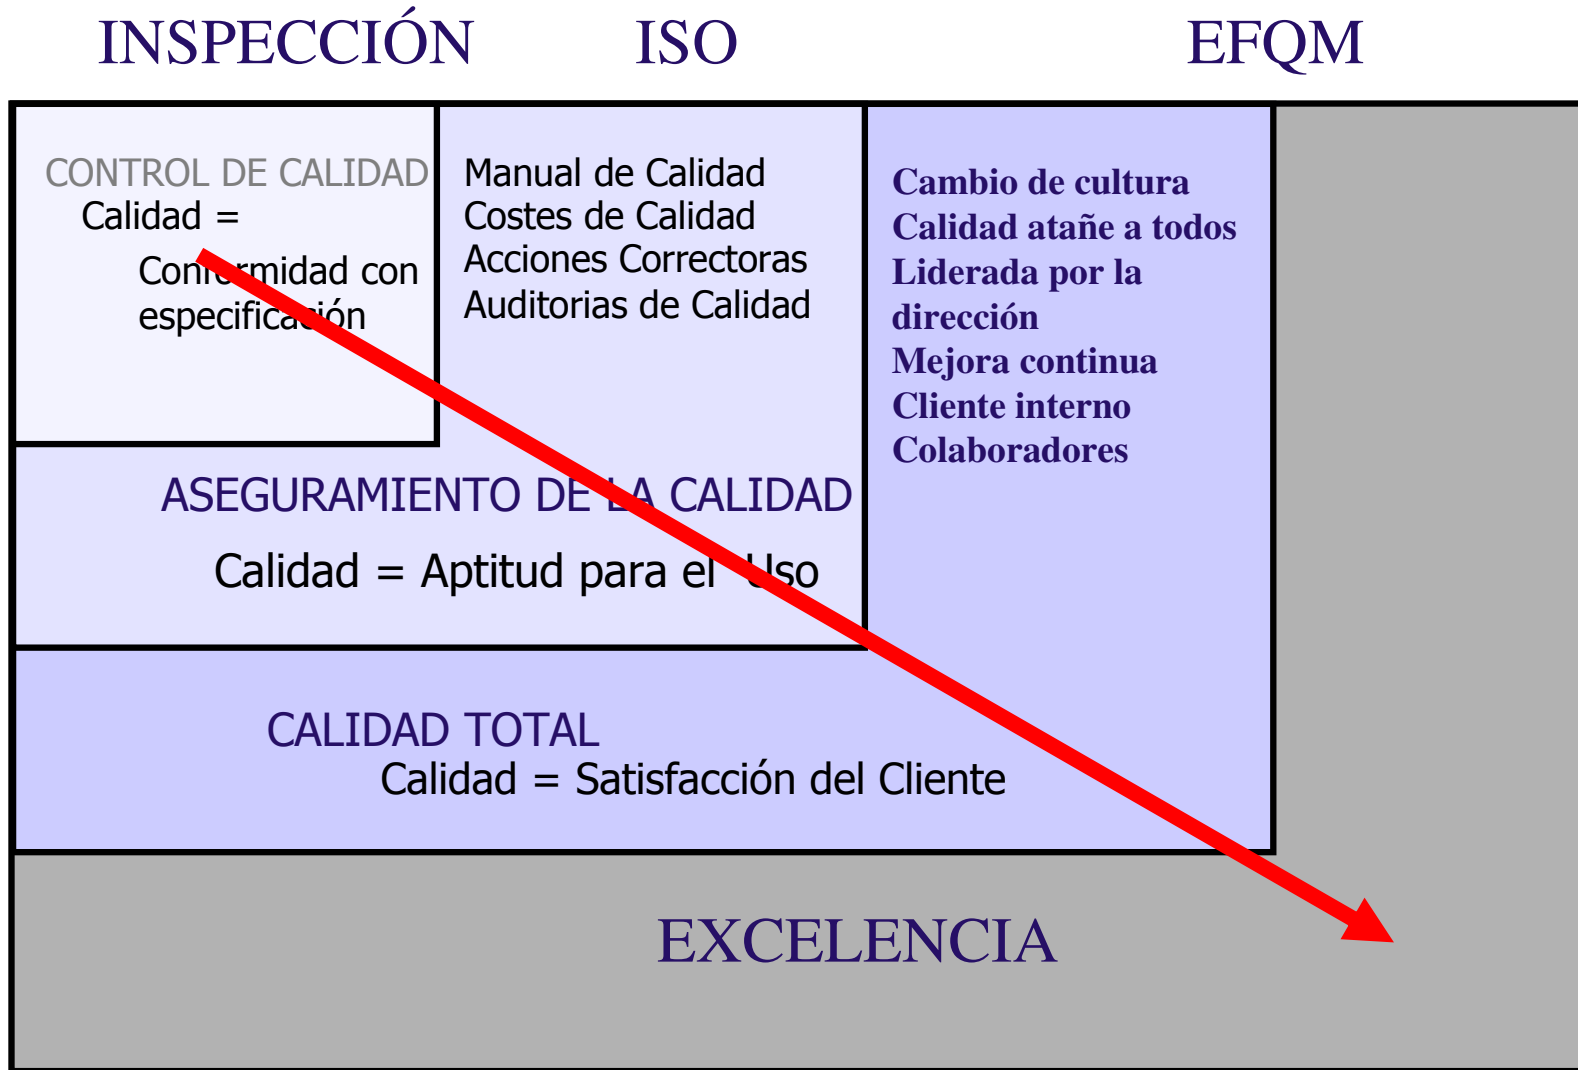 INSPECCIÓN ISO EFQM
CONTROL DE CALIDAD
Calidad =
Conformidad con
especificación
Manual de Calidad
Costes de Calidad
Acciones Correctoras
Auditorias de Calidad
Cambio de cultura
Calidad atañe a todos
Liderada por la
dirección
Mejora continua
Cliente interno
Colaboradores
ASEGURAMIENTO DE LA CALIDAD
Calidad = Aptitud para el Uso
CALIDAD TOTAL
Calidad = Satisfacción del Cliente
EXCELENCIA